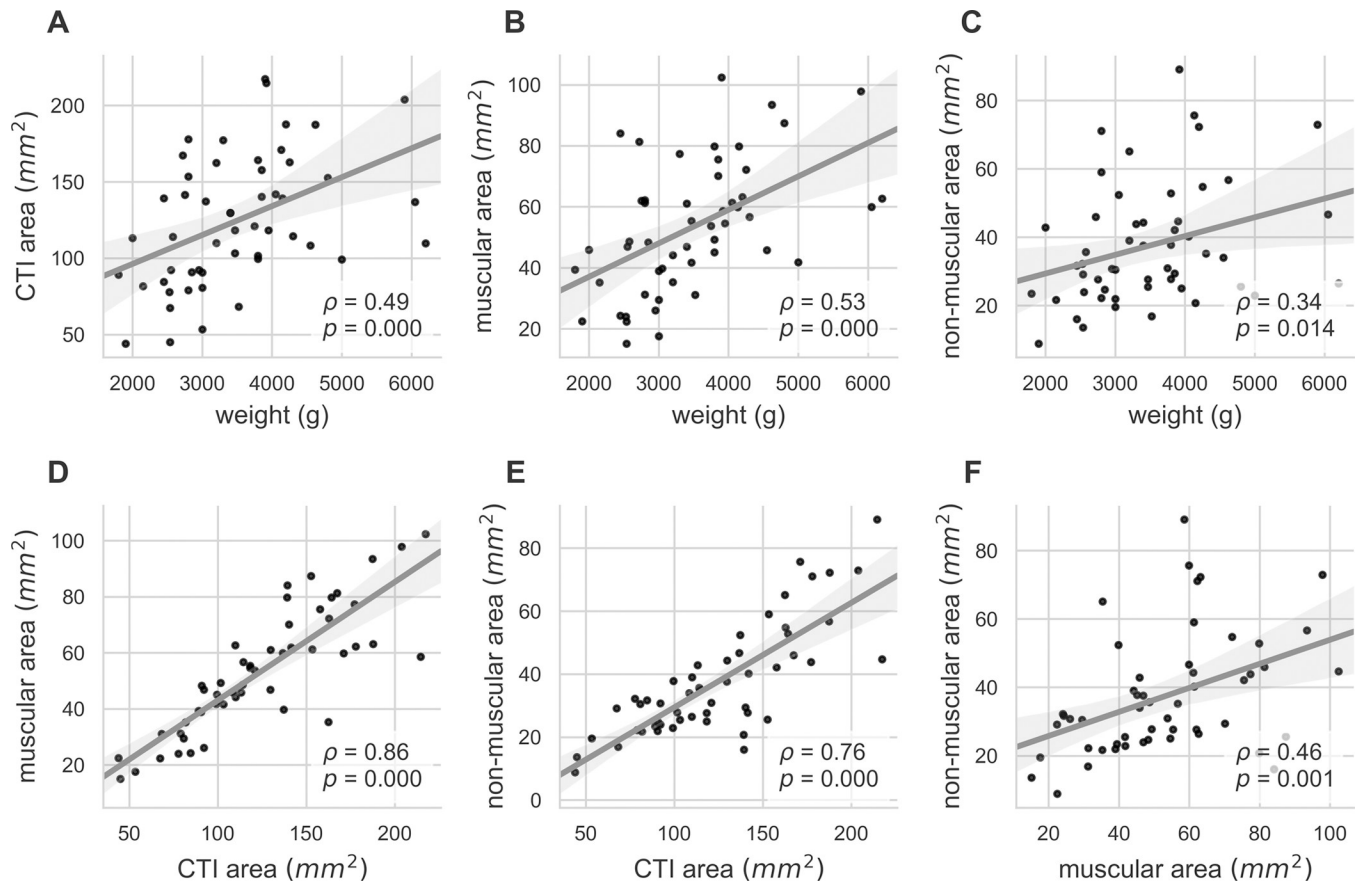 A
B
C
CTI area (mm²)
200
150
100
50
2000 3000 4000 5000 6000
weight (g)
ρ = 0.49
p = 0.000
muscular area (mm²)
100
80
60
40
20
2000 3000 4000 5000 6000
weight (g)
ρ = 0.53
p = 0.000
non-muscular area (mm²)
80
60
40
20
2000 3000 4000 5000 6000
weight (g)
ρ = 0.34
p = 0.014
D
E
F
muscular area (mm²)
100
80
60
40
20
50 100 150 200
CTI area (mm²)
ρ = 0.86
p = 0.000
non-muscular area (mm²)
80
60
40
20
0
50 100 150 200
CTI area (mm²)
ρ = 0.76
p = 0.000
non-muscular area (mm²)
80
60
40
20
20 40 60 80 100
muscular area (mm²)
ρ = 0.46
p = 0.001